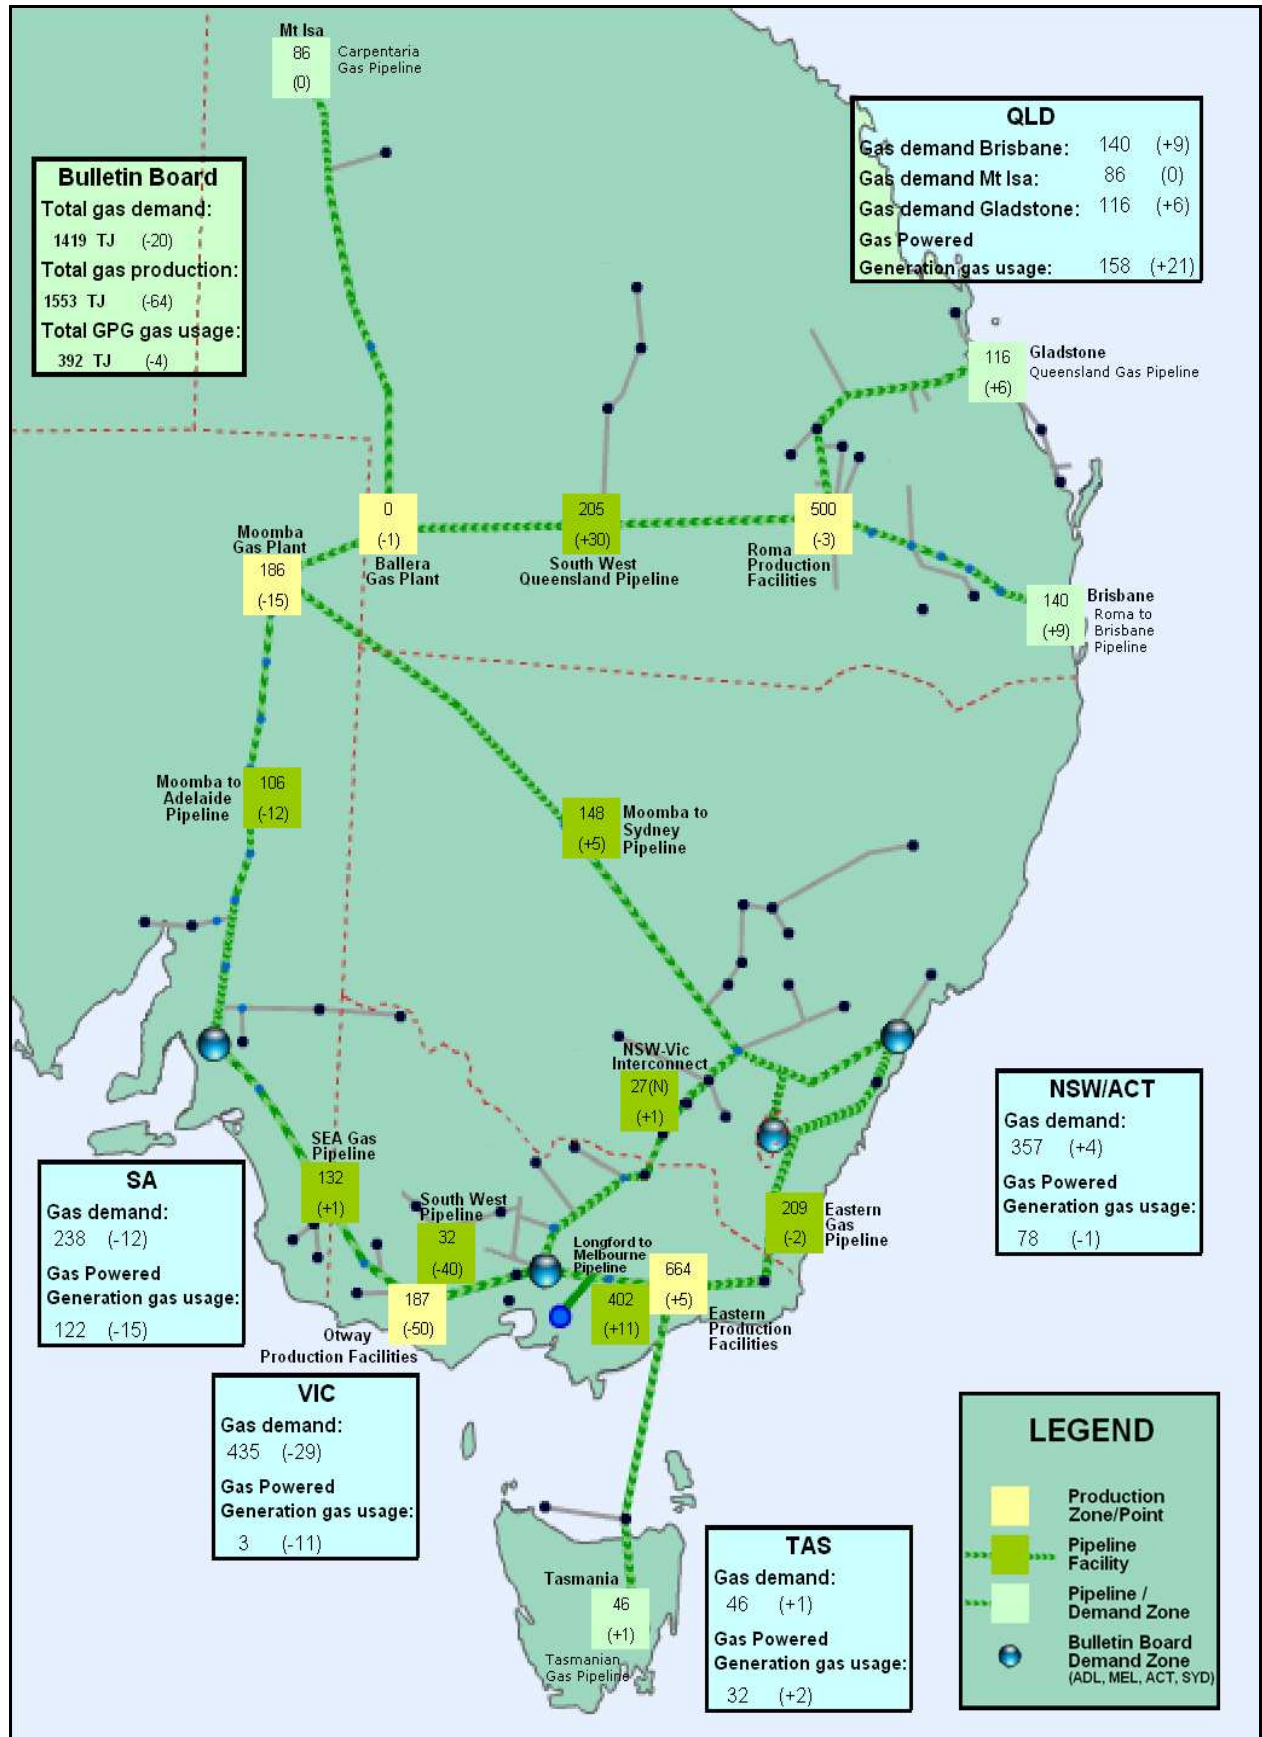 Mt Isa
86
(0)
Carpentaria
Gas Pipeline
QLD
Gas demand Brisbane: 140 (+9)
Gas demand Mt Isa: 86 (0)
Gas demand Gladstone: 116 (+6)
Gas Powered
Generation gas usage: 158 (+21)
Bulletin Board
Total gas demand:
1419 TJ (-20)
Total gas production:
1553 TJ (-64)
Total GPG gas usage:
392 TJ (-4)
116
(+6)
Gladstone
Queensland Gas Pipeline
0
(-1)
Ballera
Gas Plant
205
(+30)
South West
Queensland Pipeline
500
(-3)
Roma
Production
Facilities
Moomba
Gas Plant
186
(-15)
140
(+9)
Brisbane
Roma to
Brisbane
Pipeline
Moomba to
Adelaide
Pipeline
106
(-12)
148
(+5)
Moomba to
Sydney
Pipeline
NSW-Vic
Interconnect
27(N)
(+1)
NSW/ACT
Gas demand:
357 (+4)
Gas Powered
Generation gas usage:
78 (-1)
SEA Gas
Pipeline
132
(+1)
SA
Gas demand:
238 (-12)
Gas Powered
Generation gas usage:
122 (-15)
South West
Pipeline
32
(-40)
209
(-2)
Eastern
Gas
Pipeline
Longford to
Melbourne
Pipeline
402
(+11)
664
(+5)
Eastern
Production
Facilities
187
(-50)
Otway
Production Facilities
VIC
Gas demand:
435 (-29)
Gas Powered
Generation gas usage:
3 (-11)
LEGEND
Production
Zone/Point
Pipeline
Facility
Pipeline /
Demand Zone
Bulletin Board
Demand Zone
(ADL, MEL, ACT, SYD)
Tasmania
46
(+1)
Tasmanian
Gas Pipeline
TAS
Gas demand:
46 (+1)
Gas Powered
Generation gas usage:
32 (+2)